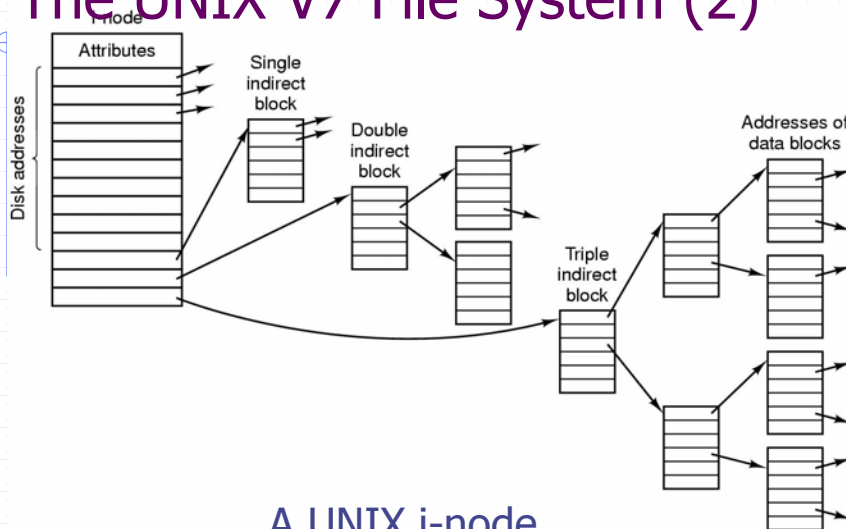 The UNIX V7 File System (2)
I-node
Attributes
Disk addresses
Single
indirect
block
Double
indirect
block
Triple
indirect
block
Addresses of
data blocks
A UNIX i-node